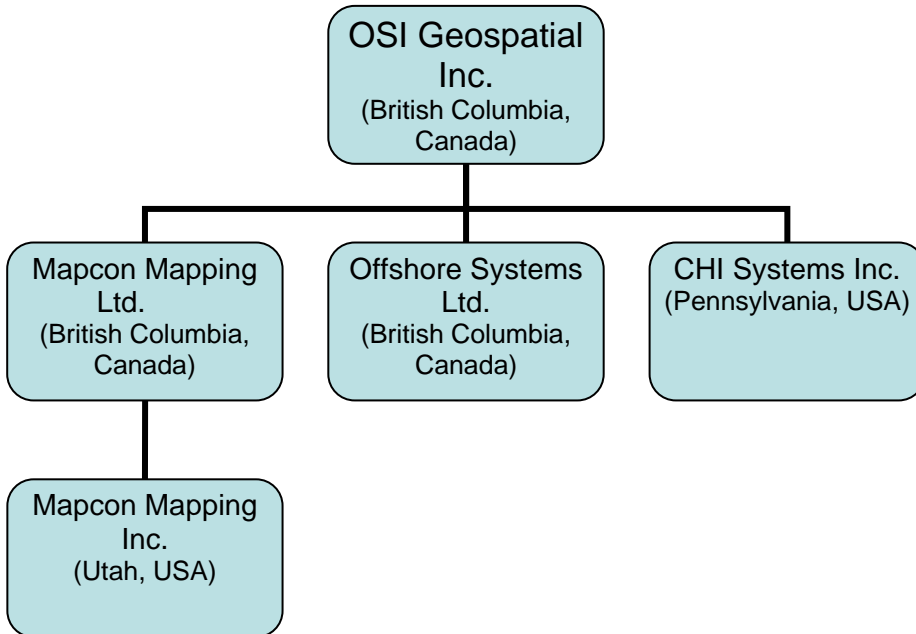 OSI Geospatial
Inc.
(British Columbia,
Canada)
Mapcon Mapping
Ltd.
(British Columbia,
Canada)
Offshore Systems
Ltd.
(British Columbia,
Canada)
CHI Systems Inc.
(Pennsylvania, USA)
Mapcon Mapping
Inc.
(Utah, USA)